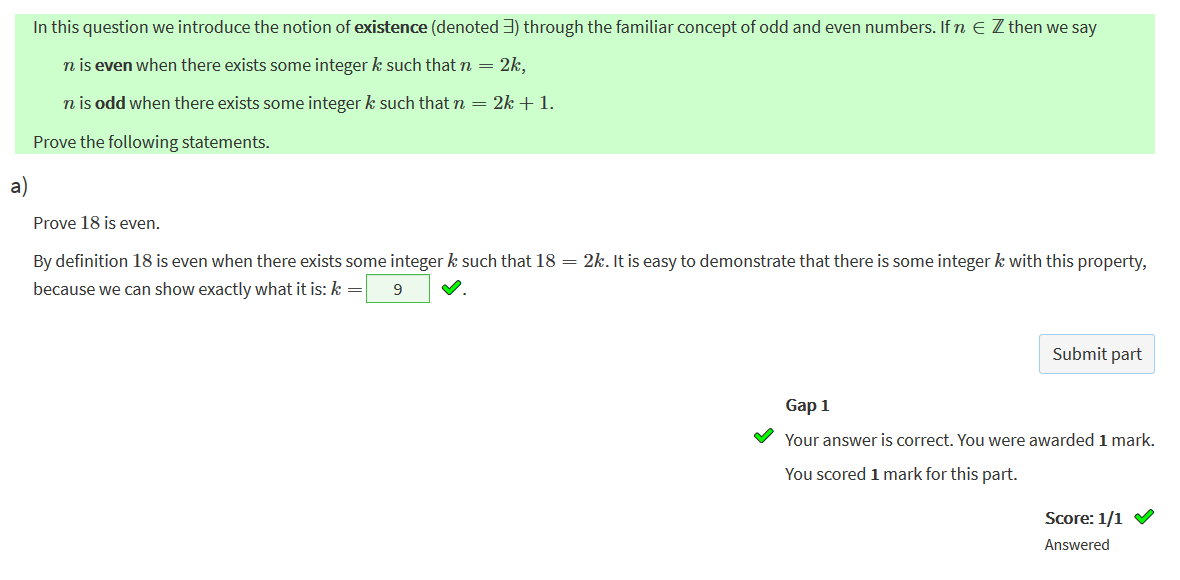 In this question we introduce the notion of existence (denoted ∃) through the familiar concept of odd and even numbers. If n ∈ ℤ then we say
n is even when there exists some integer k such that n = 2k,
n is odd when there exists some integer k such that n = 2k + 1.
Prove the following statements.
a)
Prove 18 is even.
By definition 18 is even when there exists some integer k such that 18 = 2k. It is easy to demonstrate that there is some integer k with this property,
because we can show exactly what it is: k = 9 ✔.
Submit part
Gap 1
✔ Your answer is correct. You were awarded 1 mark.
You scored 1 mark for this part.
Score: 1/1 ✔
Answered